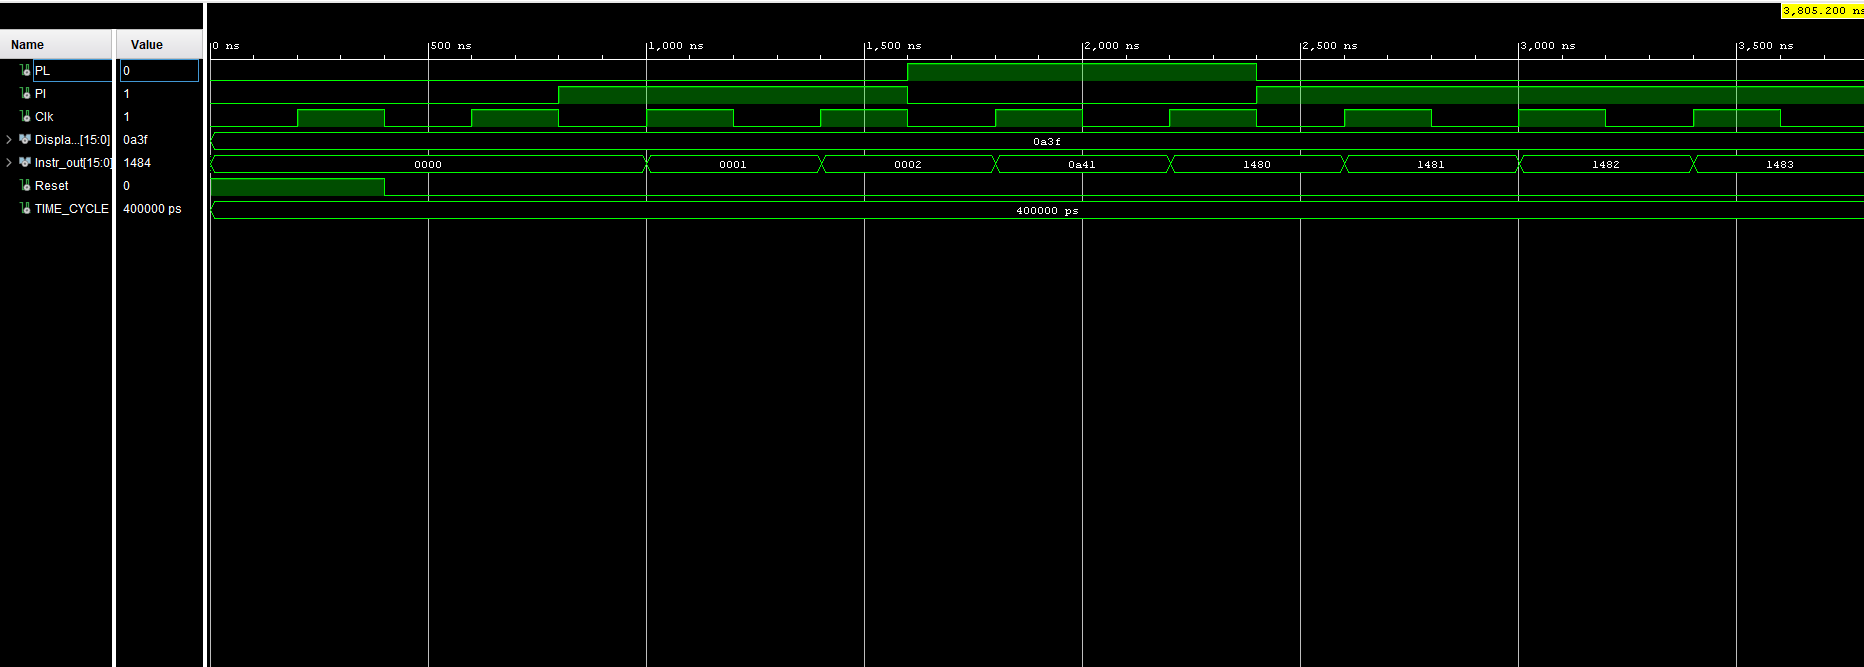 3,805.200 ns
Name Value
0 ns 500 ns 1,000 ns 1,500 ns 2,000 ns 2,500 ns 3,000 ns 3,500 ns
PL 0
PI 1
Clk 1
Displa...[15:0] 0a3f 0a3f
Instr_out[15:0] 1484 0000 0001 0002 0a41 1480 1481 1482 1483
Reset 0
TIME_CYCLE 400000 ps 400000 ps